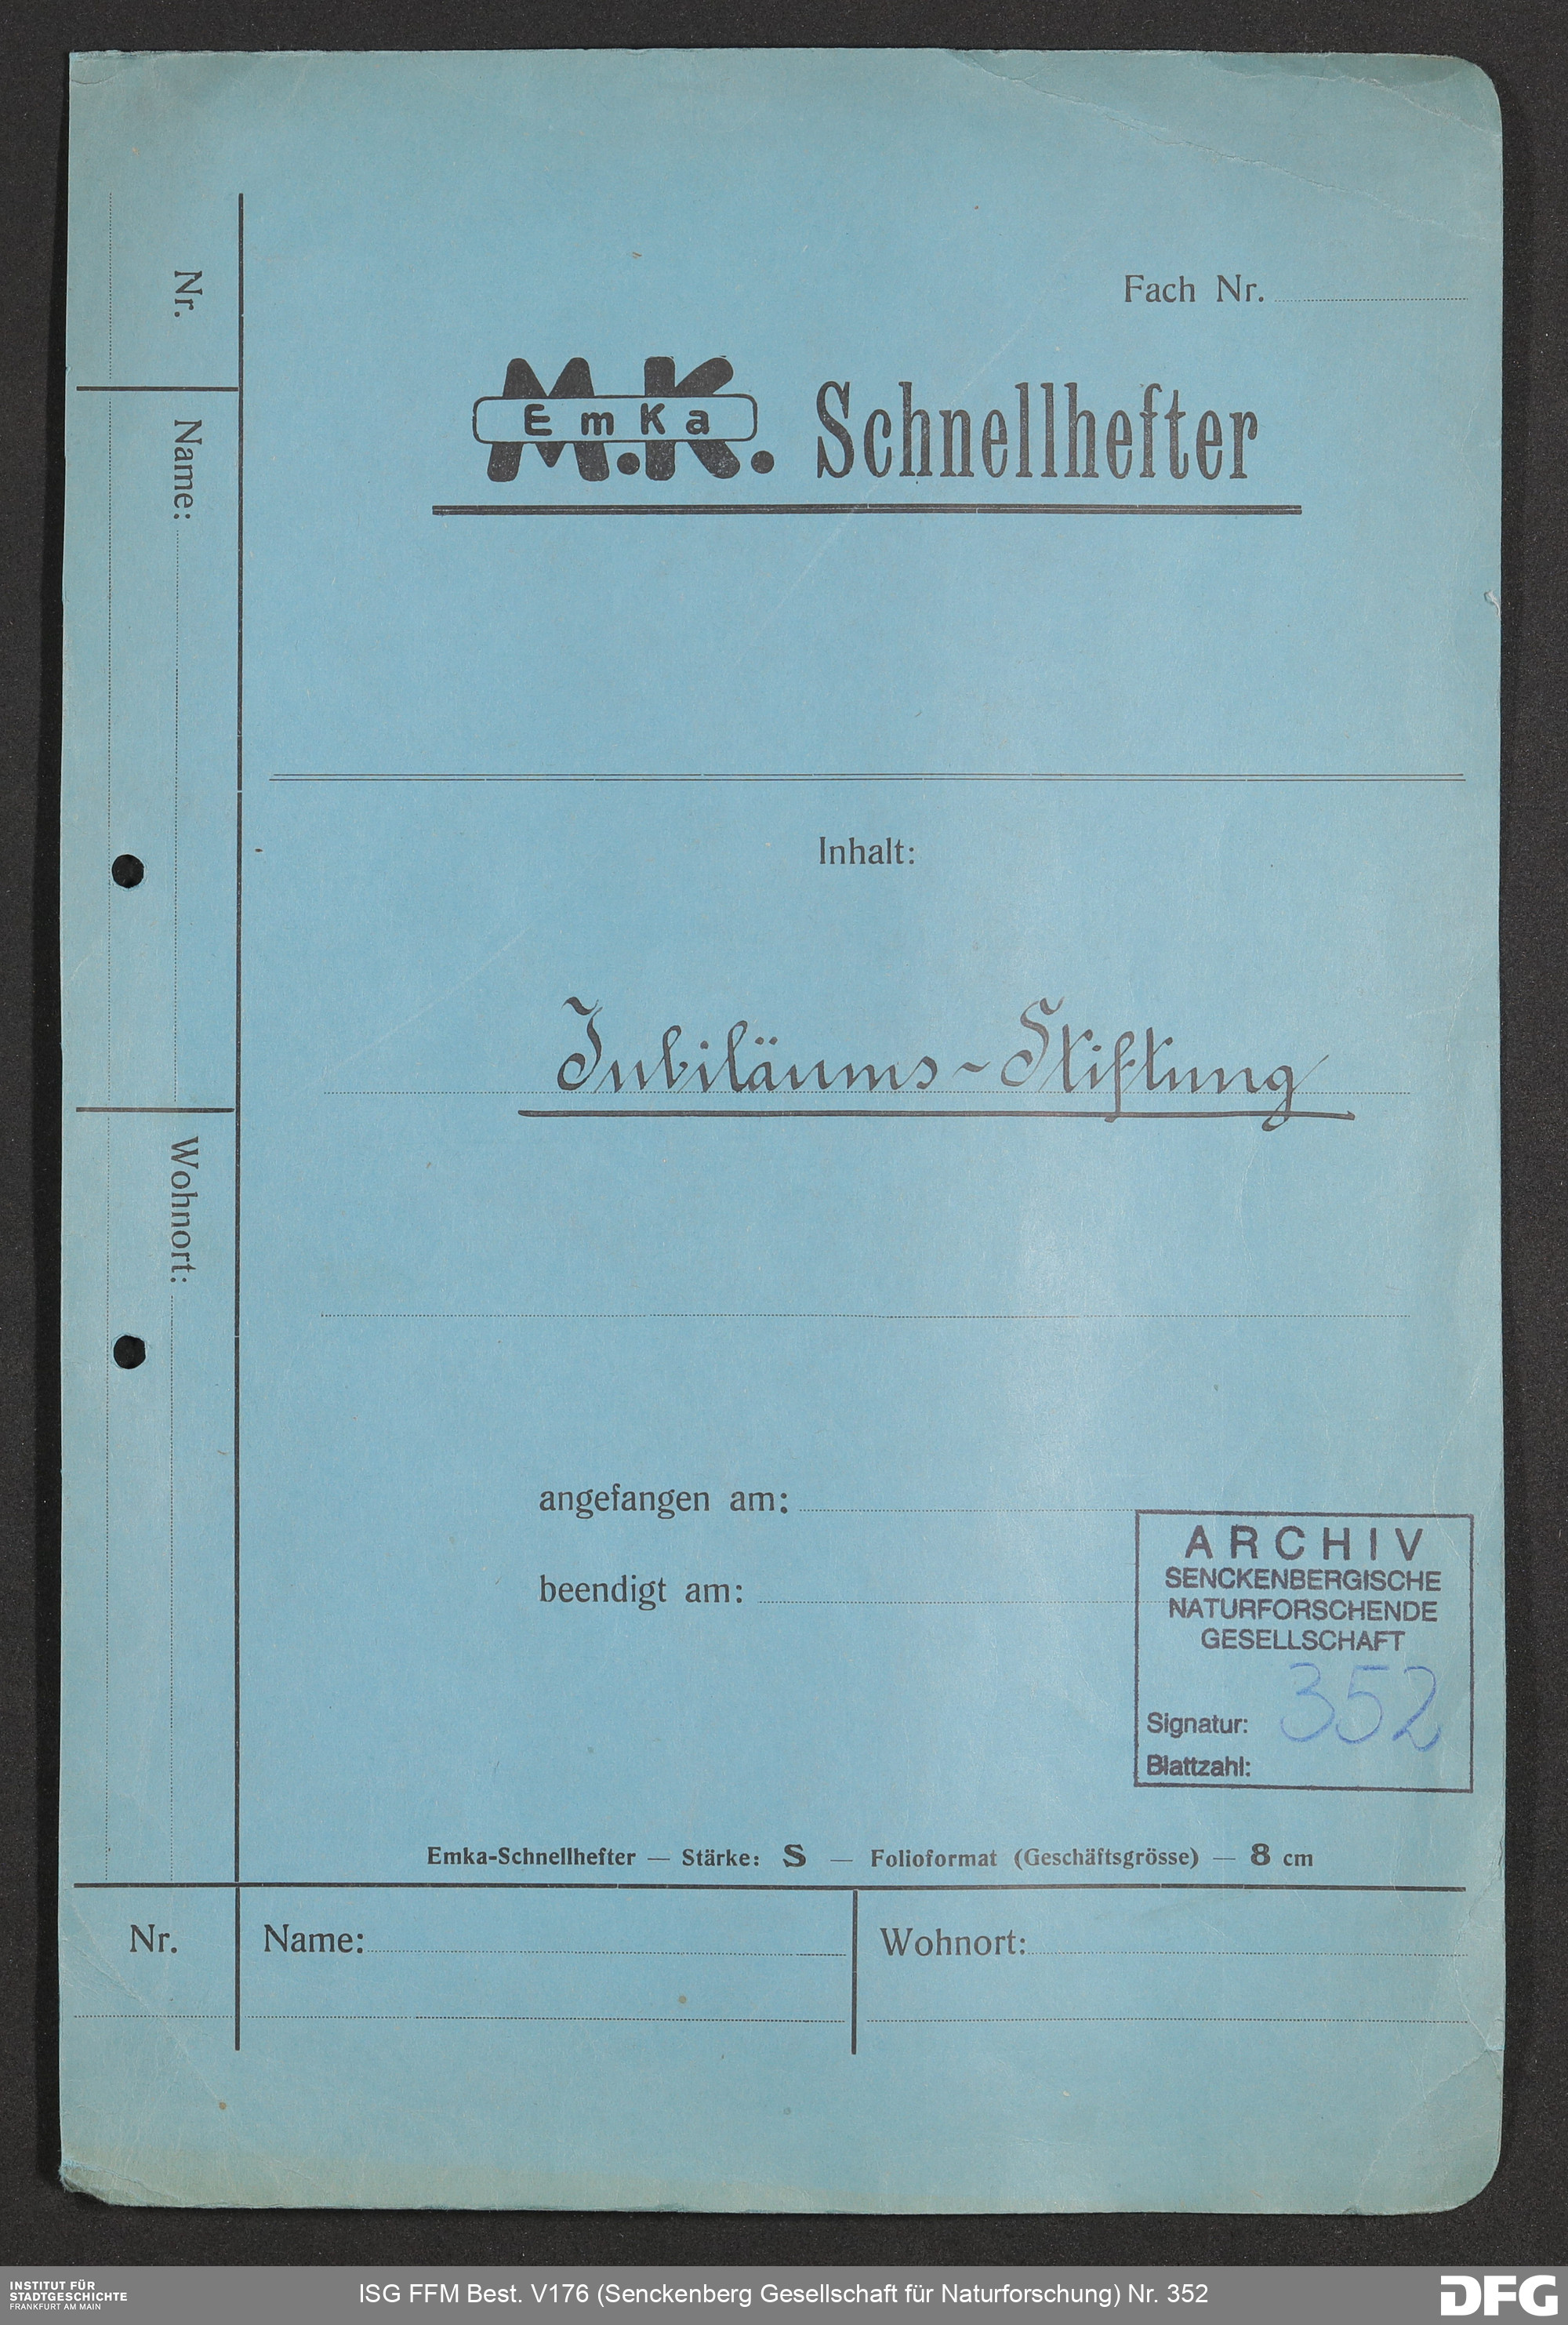 Fach Nr.
M.K.
EmKa
Schnellhefter
Inhalt:
Jubiläums-Stiftung
angefangen am:
beendigt am:
ARCHIV
SENCKENBERGISCHE
NATURFORSCHENDE
GESELLSCHAFT
Signatur: 352
Blattzahl:
Emka-Schnellhefter — Stärke: S — Folioformat (Geschäftsgrösse) — 8 cm
Nr. Name: Wohnort:
Nr.
Name:
Wohnort:
INSTITUT FÜR
STADTGESCHICHTE
FRANKFURT AM MAIN
ISG FFM Best. V176 (Senckenberg Gesellschaft für Naturforschung) Nr. 352
DFG